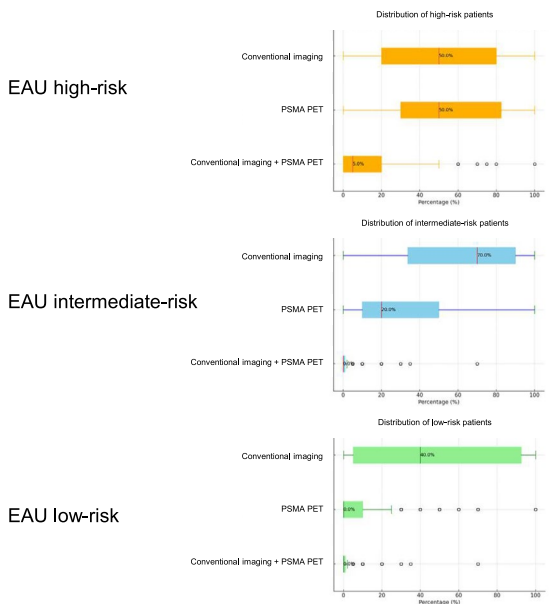 Distribution of high-risk patients
EAU high-risk
Conventional imaging
50.0%
PSMA PET
50.0%
Conventional imaging + PSMA PET
5.0%
0 20 40 60 80 100
Percentage (%)
Distribution of intermediate-risk patients
EAU intermediate-risk
Conventional imaging
70.0%
PSMA PET
20.0%
Conventional imaging + PSMA PET
0.0%
0 20 40 60 80 100
Percentage (%)
Distribution of low-risk patients
EAU low-risk
Conventional imaging
40.0%
PSMA PET
0.0%
Conventional imaging + PSMA PET
0.0%
0 20 40 60 80 100
Percentage (%)